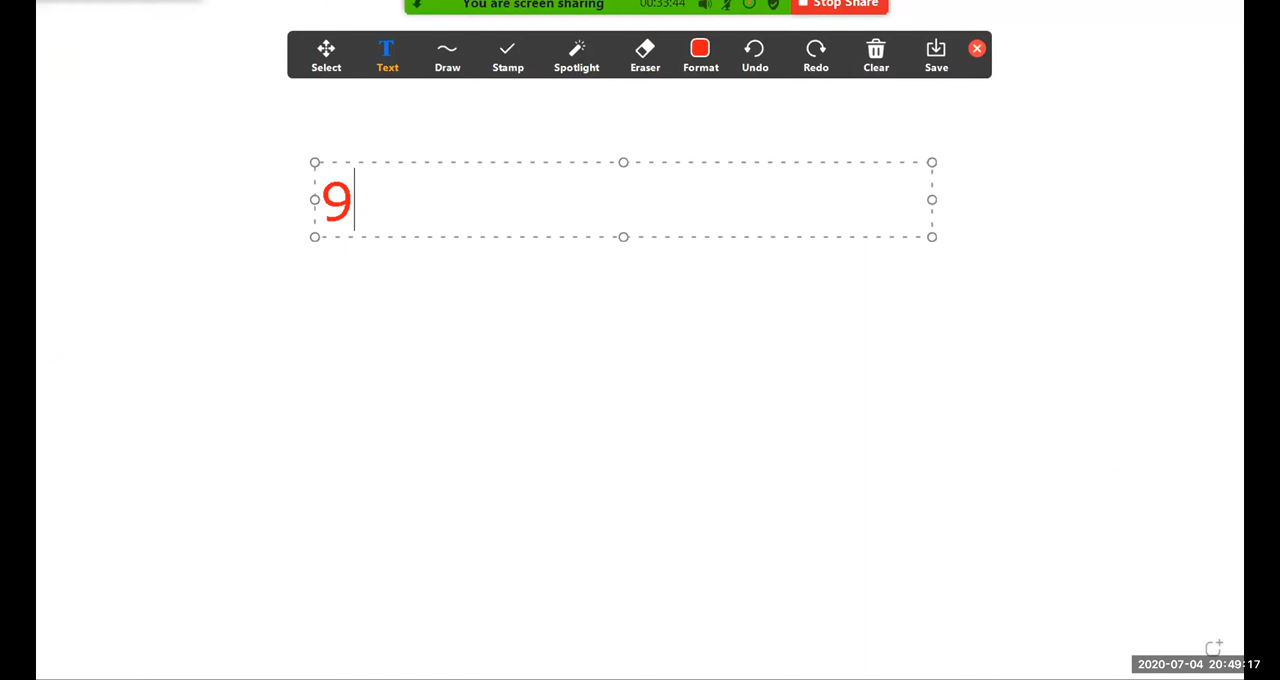 You are screen sharing 00:33:44 Stop Share
Select Text Draw Stamp Spotlight Eraser Format Undo Redo Clear Save
9
2020-07-04 20:49:17